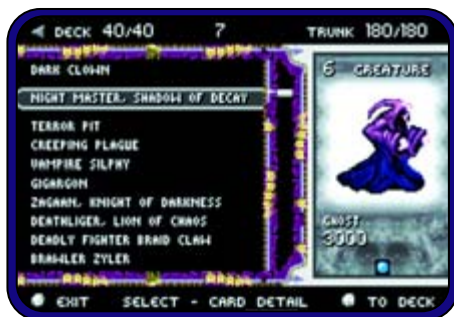 DECK 40/40 7 TRUNK 180/180
DARK CLOWN
NIGHT MASTER, SHADOW OF DECAY
TERROR PIT
CREEPING PLAGUE
VAMPIRE SILPHY
GIGARGON
ZAGAAN, KNIGHT OF DARKNESS
DEATHLIGER, LION OF CHAOS
DEADLY FIGHTER BRAID CLAW
BRAWLER ZYLER
6 CREATURE
GHOST
3000
EXIT SELECT - CARD DETAIL TO DECK